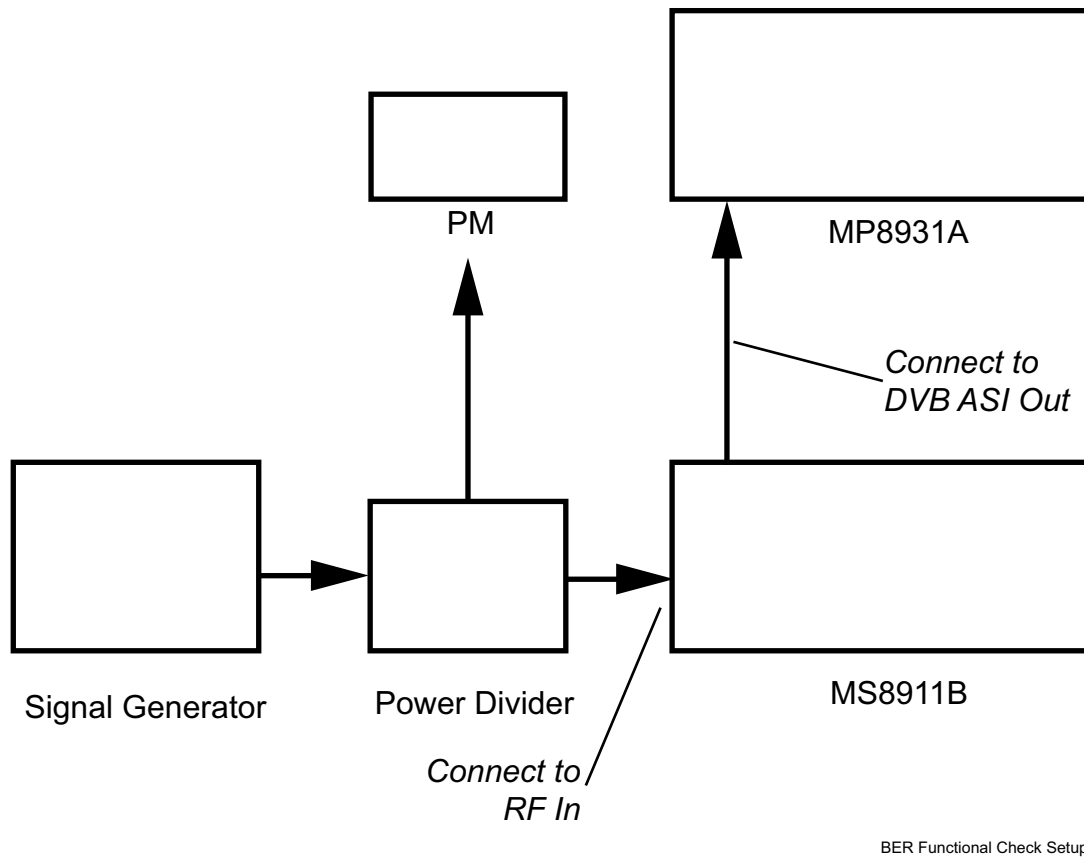 PM
MP8931A
Connect to
DVB ASI Out
Signal Generator
Power Divider
MS8911B
Connect to
RF In
BER Functional Check Setup